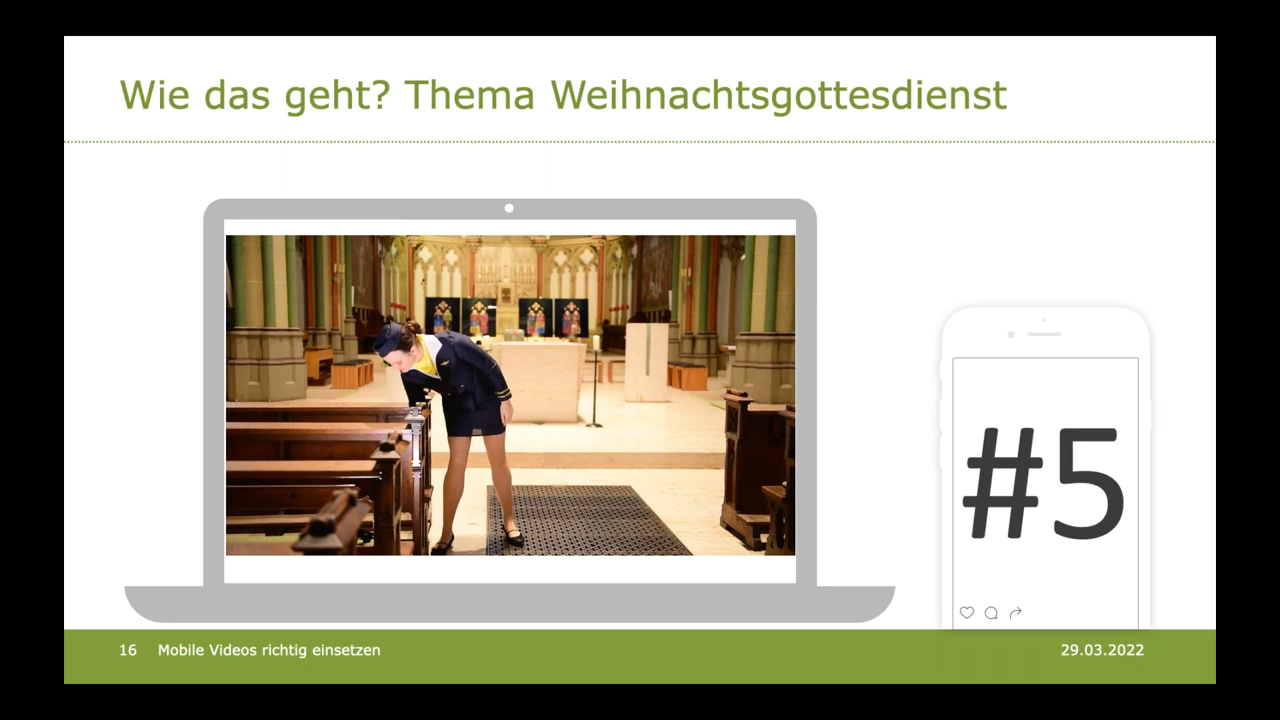 Wie das geht? Thema Weihnachtsgottesdienst
#5
16 Mobile Videos richtig einsetzen 29.03.2022